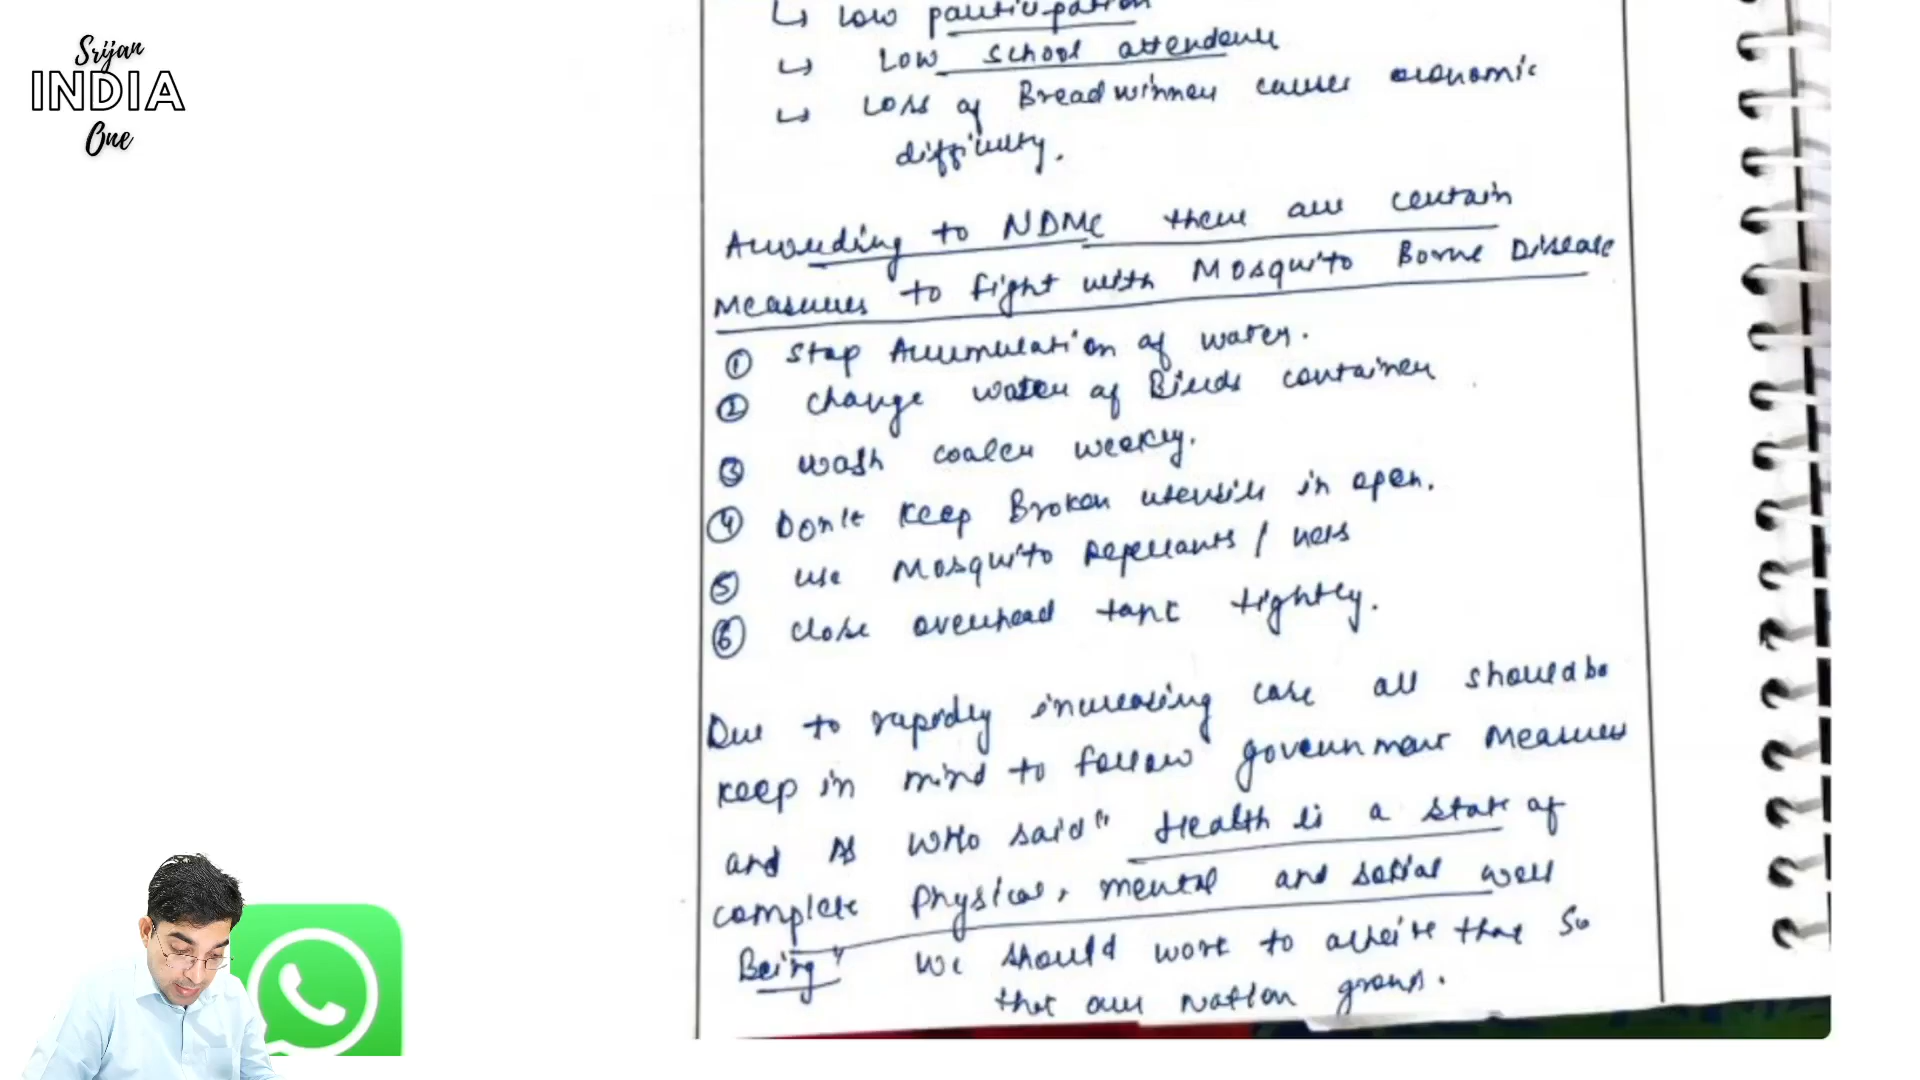 Srijan
INDIA
One
↳ Low participation
↳ Low school attendence
↳ Loss of Breadwinner causes economic
difficulty.
According to NDMC there are certain
Measures to fight with Mosquito Borne Disease
① Stop Accumulation of water.
② change water of Birds container
③ wash cooler weekly.
④ Don't keep Broken utensils in open.
⑤ use Mosquito Repellants / nets
⑥ close overhead tank tightly.
Due to rapidly increasing case all should be
keep in mind to follow government Measures
and As WHO said "Health is a state of
complete Physical, mental and social well
Being" We should work to acheive that so
that our Nation grows.